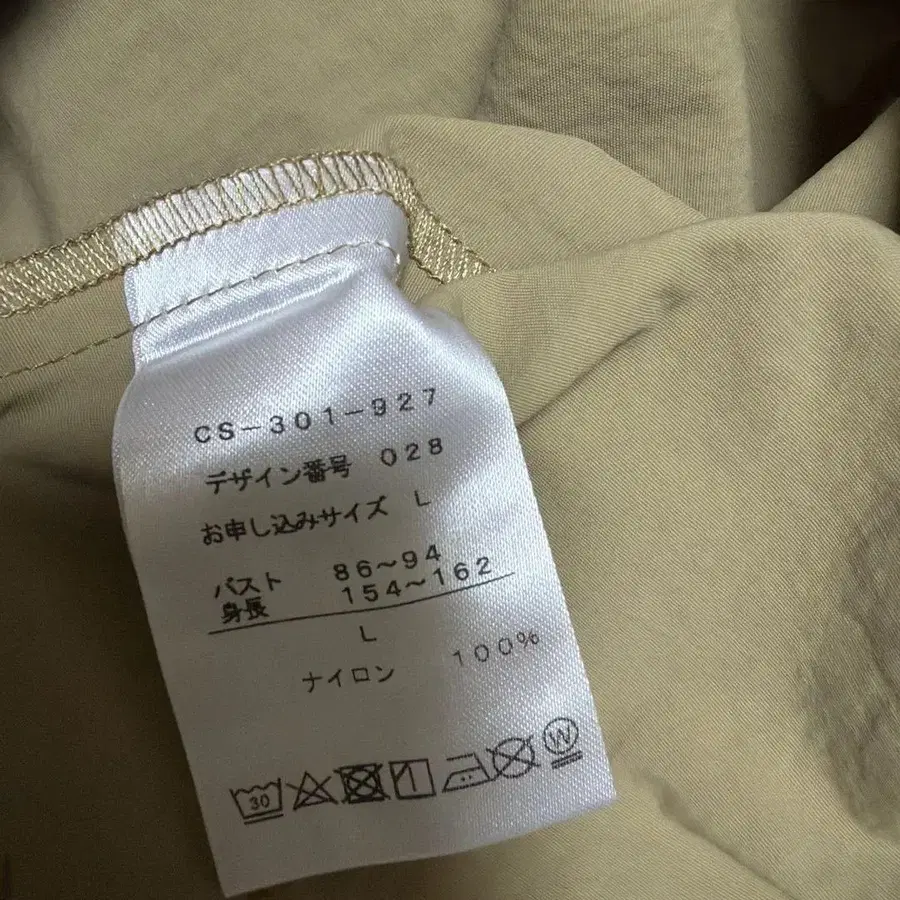 CS-301-927
デザイン番号 028
お申し込みサイズ L
バスト 86〜94
身長 154〜162
L
ナイロン 100%
30
W